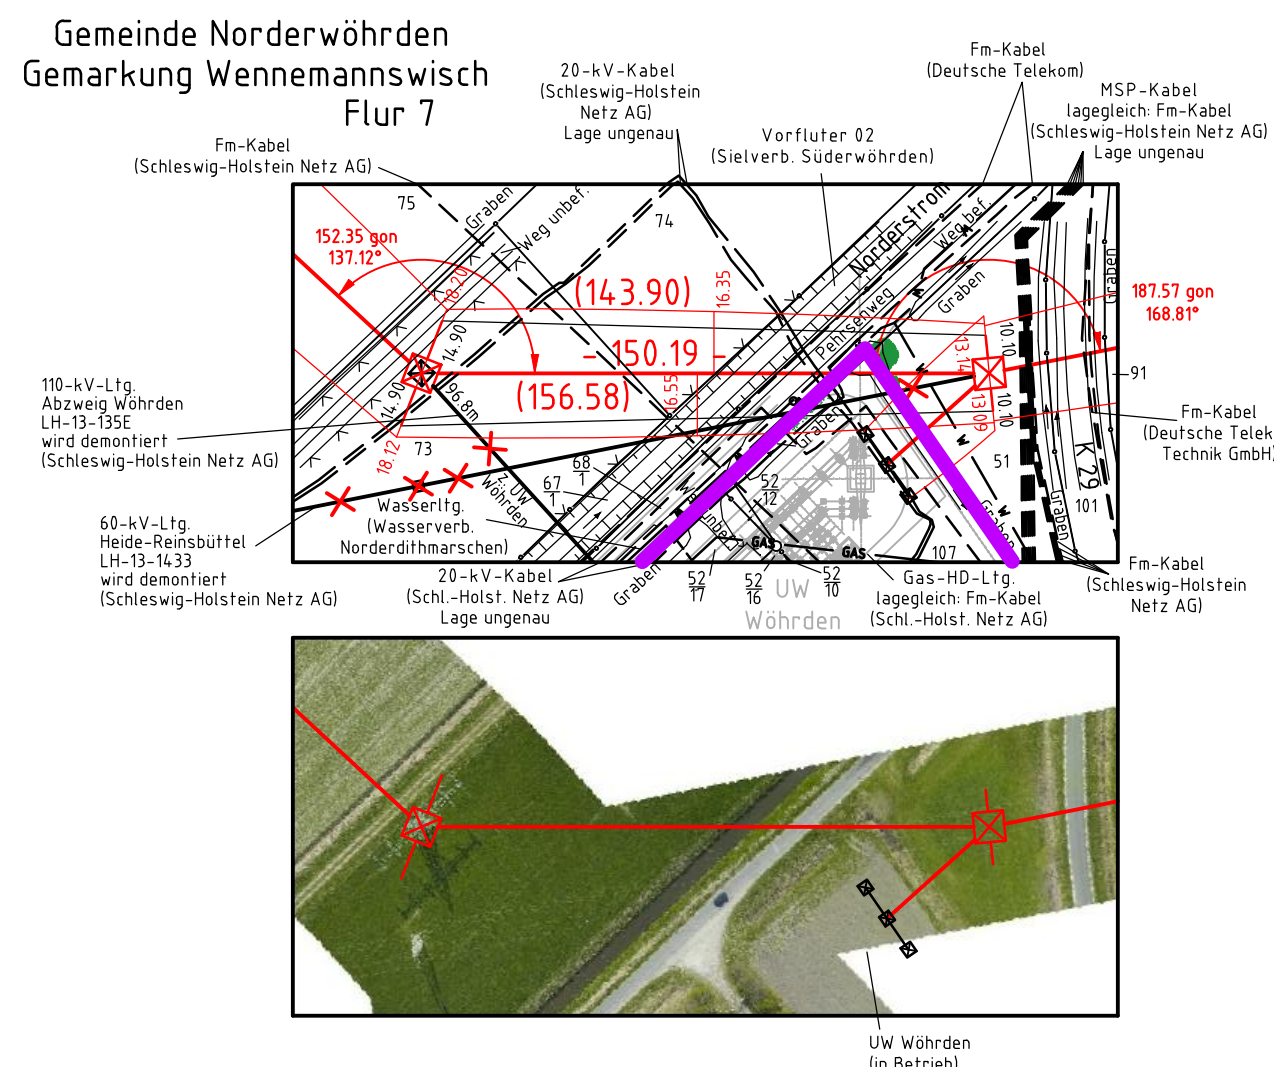 Gemeinde Norderwöhrden
Gemarkung Wennemannswisch
Flur 7
Fm-Kabel
(Schleswig-Holstein Netz AG)
20-kV-Kabel
(Schleswig-Holstein
Netz AG)
Lage ungenau
Vorfluter 02
(Sielverb. Süderwöhrden)
Fm-Kabel
(Deutsche Telekom)
MSP-Kabel
lagegleich: Fm-Kabel
(Schleswig-Holstein Netz AG)
Lage ungenau
75
Graben
Weg unbef.
74
Norderstrom
Weg bef.
Graben
Graben
Pehrsenweg
152.35 gon
137.12°
18.20
(143.90)
16.35
187.57 gon
168.81°
14.90
- 150.19 -
(156.58)
16.55
13.14
10.10
14.90
96.8m
18.12
13.09
10.10
91
73
68
1
67
1
z. UW
Wöhrden
Graben
52
12
51
K 29
101
Graben
Graben
W
W
W
W
W
110-kV-Ltg.
Abzweig Wöhrden
LH-13-135E
wird demontiert
(Schleswig-Holstein Netz AG)
60-kV-Ltg.
Heide-Reinsbüttel
LH-13-1433
wird demontiert
(Schleswig-Holstein Netz AG)
Wasserltg.
(Wasserverb.
Norderdithmarschen)
Fm-Kabel
(Deutsche Telek
Technik GmbH)
GAS
GAS
107
20-kV-Kabel
(Schl.-Holst. Netz AG)
Lage ungenau
Graben
52
17
52
16
52
10
UW
Wöhrden
Gas-HD-Ltg.
lagegleich: Fm-Kabel
(Schl.-Holst. Netz AG)
Fm-Kabel
(Schleswig-Holstein
Netz AG)
UW Wöhrden
(in Betrieb)